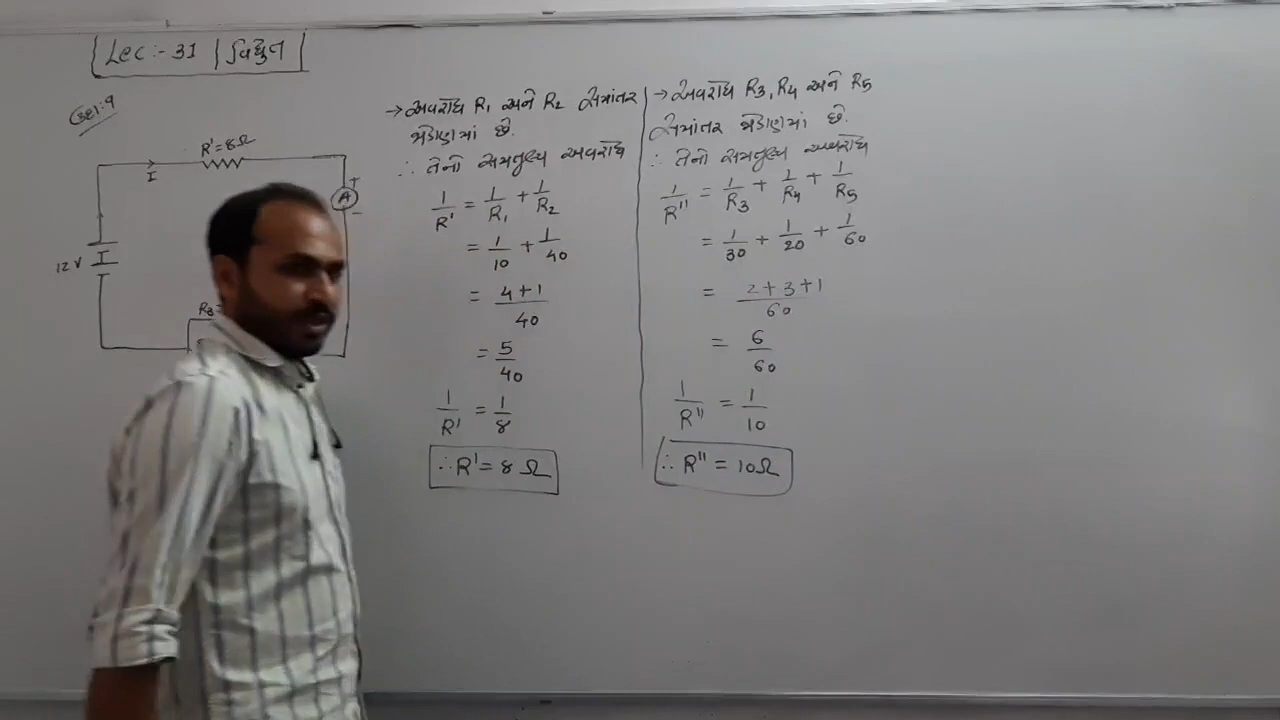 Lec :- 31 | વિદ્યુત
ઉદા : 9
R' = 8Ω
I
+
A
-
12 V
R3 =
→ અવરોધ R1 અને R2 સમાંતર
જોડાણમાં છે.
∴ તેનો સમતુલ્ય અવરોધ
1/R' = 1/R1 + 1/R2
= 1/10 + 1/40
= 4+1/40
= 5/40
1/R' = 1/8
∴ R' = 8 Ω
→ અવરોધ R3, R4 અને R5
સમાંતર જોડાણમાં છે.
∴ તેનો સમતુલ્ય અવરોધ
1/R'' = 1/R3 + 1/R4 + 1/R5
= 1/30 + 1/20 + 1/60
= 2+3+1/60
= 6/60
1/R'' = 1/10
∴ R'' = 10Ω